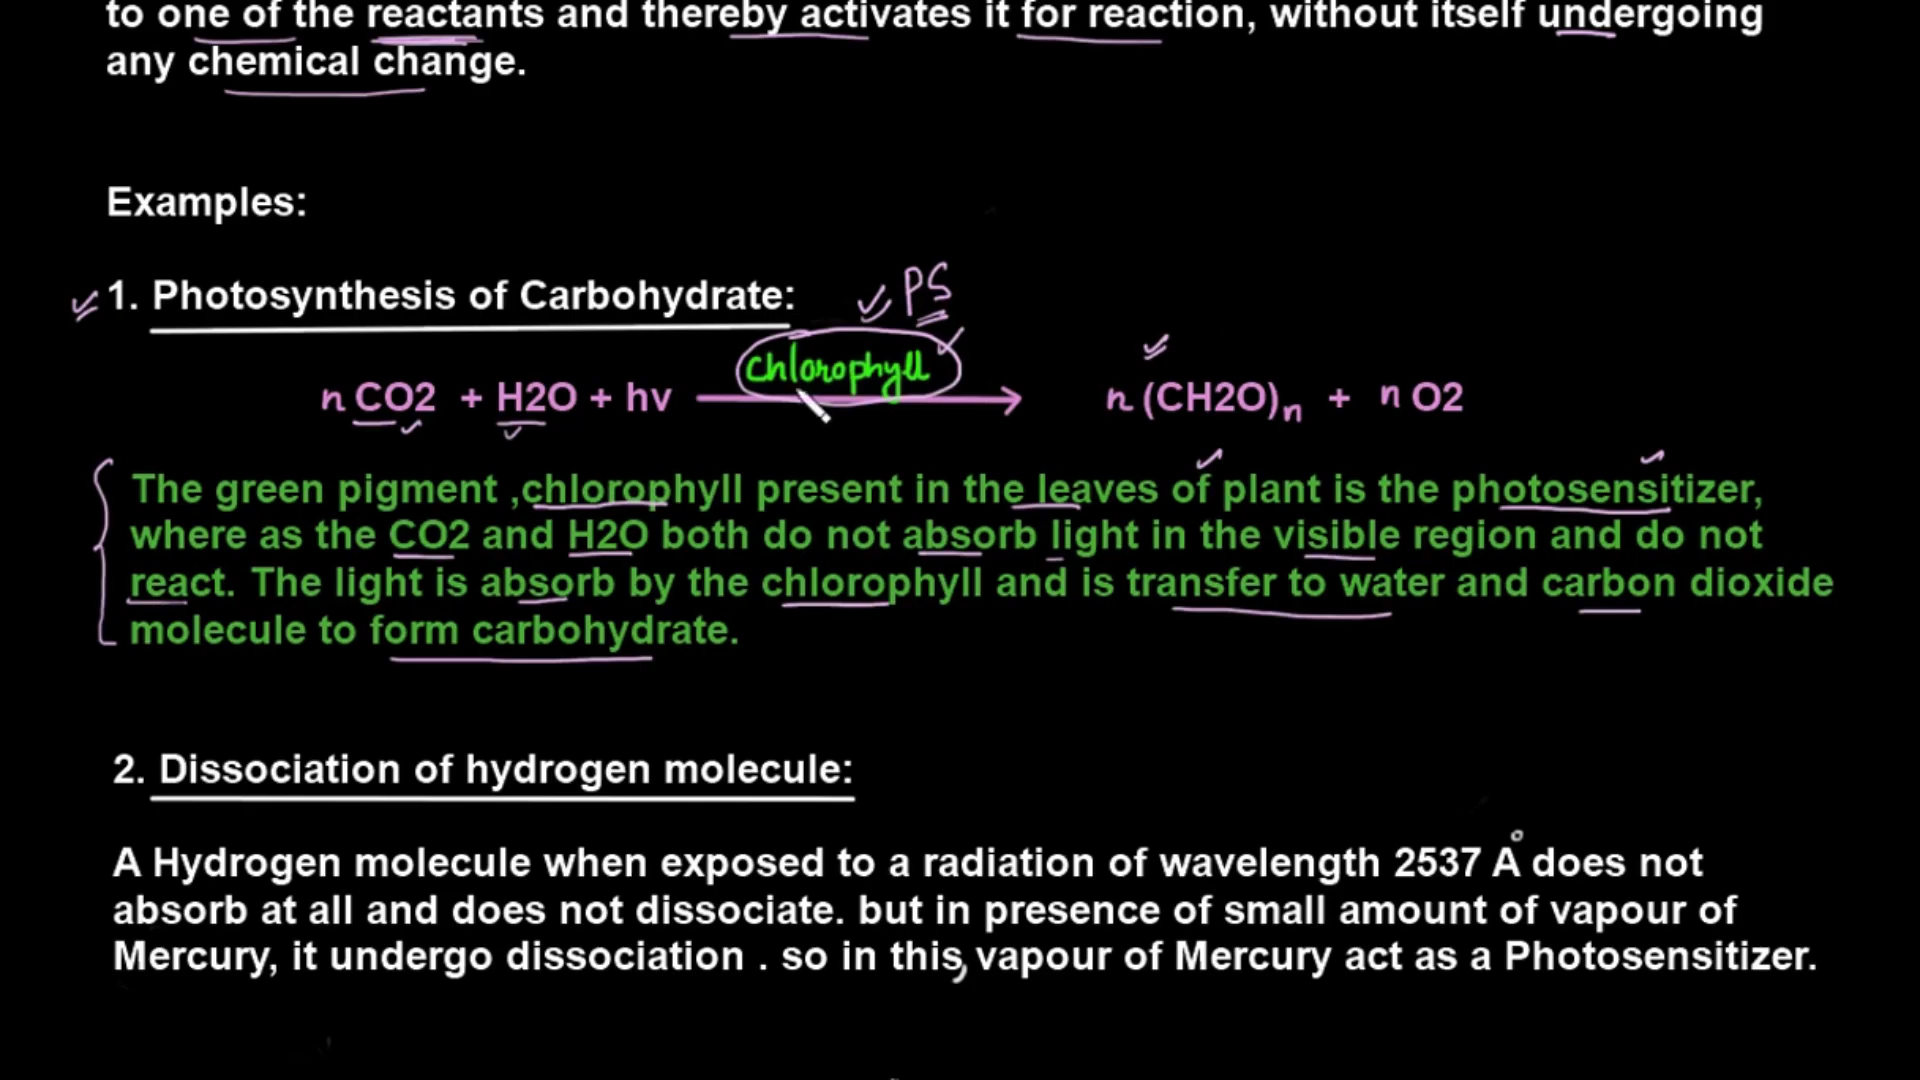 to one of the reactants and thereby activates it for reaction, without itself undergoing
any chemical change.
Examples:
1. Photosynthesis of Carbohydrate:
PS
chlorophyll
n CO2 + H2O + hv n (CH2O)n + n O2
The green pigment ,chlorophyll present in the leaves of plant is the photosensitizer,
where as the CO2 and H2O both do not absorb light in the visible region and do not
react. The light is absorb by the chlorophyll and is transfer to water and carbon dioxide
molecule to form carbohydrate.
2. Dissociation of hydrogen molecule:
A Hydrogen molecule when exposed to a radiation of wavelength 2537 Å does not
absorb at all and does not dissociate. but in presence of small amount of vapour of
Mercury, it undergo dissociation . so in this, vapour of Mercury act as a Photosensitizer.